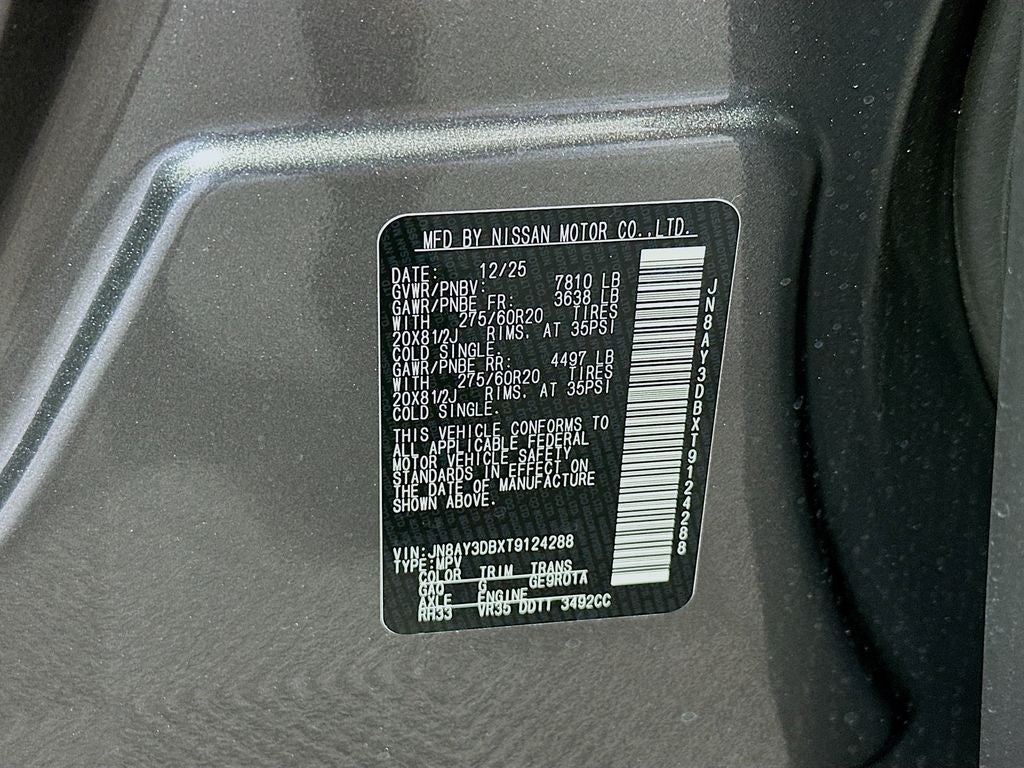 MFD BY NISSAN MOTOR CO.,LTD.
DATE: 12/25
GVWR/PNBV: 7810 LB
GAWR/PNBE FR: 3638 LB
WITH 275/60R20 TIRES
20X81/2J RIMS. AT 35PSI
COLD SINGLE.
GAWR/PNBE RR: 4497 LB
WITH 275/60R20 TIRES
20X81/2J RIMS. AT 35PSI
COLD SINGLE.
THIS VEHICLE CONFORMS TO
ALL APPLICABLE FEDERAL
MOTOR VEHICLE SAFETY
STANDARDS IN EFFECT ON
THE DATE OF MANUFACTURE
SHOWN ABOVE.
VIN:JN8AY3DBXT9124288
TYPE:MPV
COLOR TRIM TRANS
GAQ G GE9R01A
AXLE ENGINE
RH33 VR35 DDTT 3492CC
JN8AY3DBXT9124288